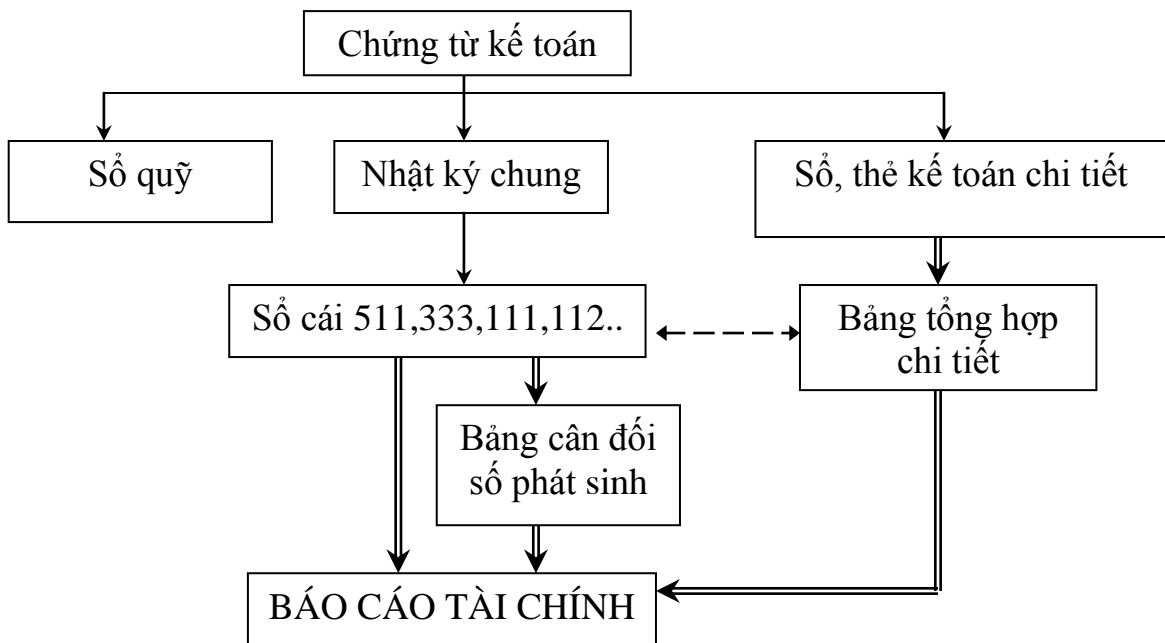 Chứng từ kế toán
Sổ quỹ
Nhật ký chung
Sổ, thẻ kế toán chi tiết
Sổ cái 511,333,111,112..
Bảng tổng hợp
chi tiết
Bảng cân đối
số phát sinh
BÁO CÁO TÀI CHÍNH